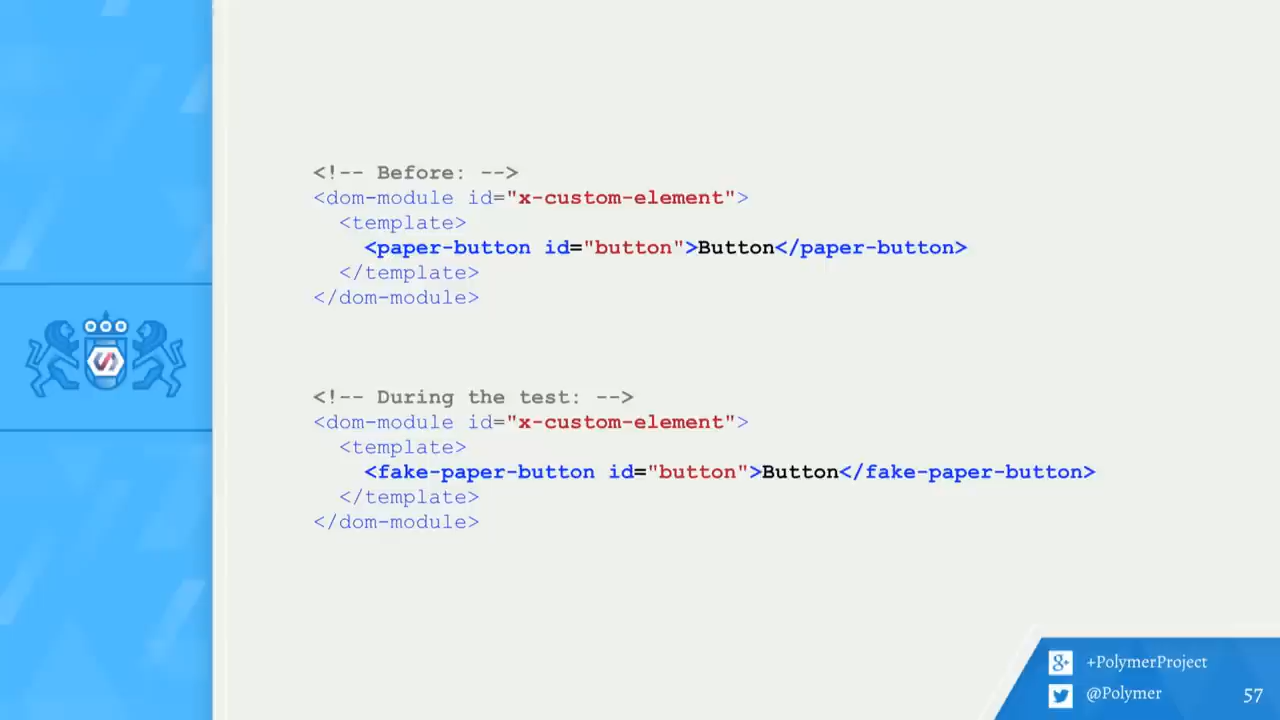 <!-- Before: -->
<dom-module id="x-custom-element">
<template>
<paper-button id="button">Button</paper-button>
</template>
</dom-module>
<!-- During the test: -->
<dom-module id="x-custom-element">
<template>
<fake-paper-button id="button">Button</fake-paper-button>
</template>
</dom-module>
+PolymerProject
@Polymer
57